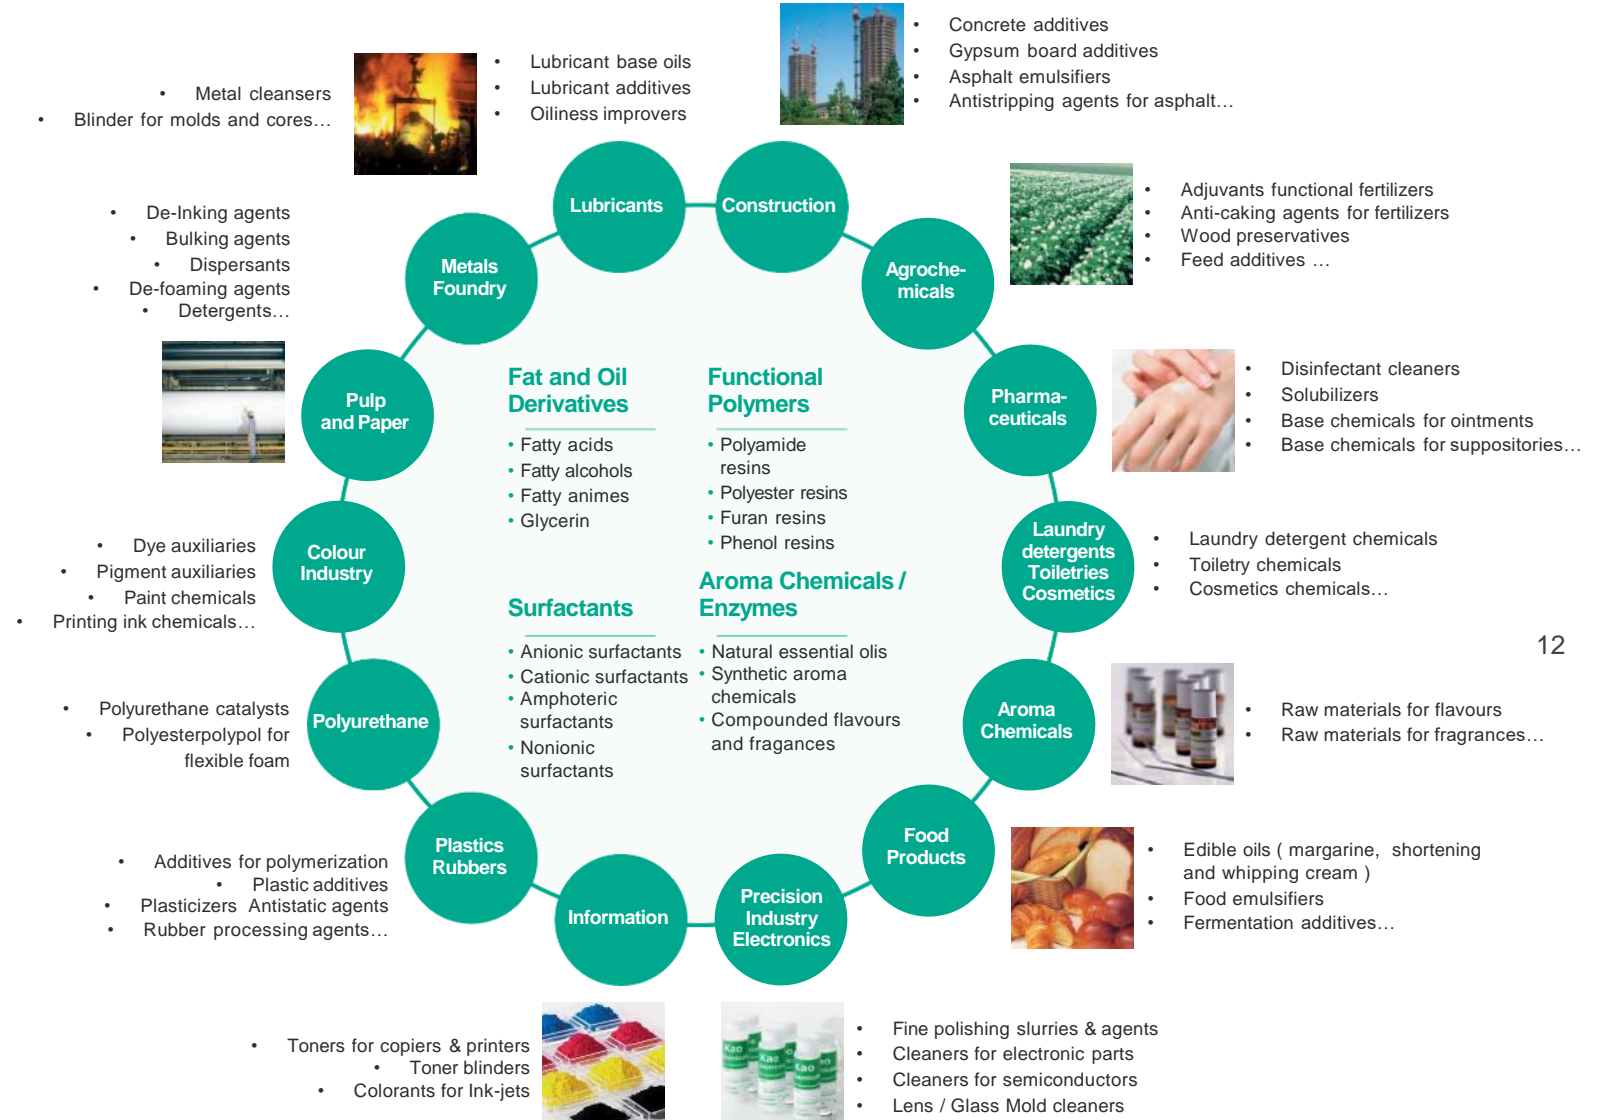 • Concrete additives
• Gypsum board additives
• Asphalt emulsifiers
• Antistripping agents for asphalt…
• Lubricant base oils
• Lubricant additives
• Oiliness improvers
• Metal cleansers
• Blinder for molds and cores…
Lubricants
Construction
• Adjuvants functional fertilizers
• Anti-caking agents for fertilizers
• Wood preservatives
• Feed additives …
• De-Inking agents
• Bulking agents
• Dispersants
• De-foaming agents
• Detergents…
Metals
Foundry
Agroche-
micals
Pulp
and Paper
Pharma-
ceuticals
• Disinfectant cleaners
• Solubilizers
• Base chemicals for ointments
• Base chemicals for suppositories…
Fat and Oil
Derivatives
• Fatty acids
• Fatty alcohols
• Fatty animes
• Glycerin
Functional
Polymers
• Polyamide
resins
• Polyester resins
• Furan resins
• Phenol resins
• Dye auxiliaries
• Pigment auxiliaries
• Paint chemicals
• Printing ink chemicals…
Colour
Industry
Laundry
detergents
Toiletries
Cosmetics
• Laundry detergent chemicals
• Toiletry chemicals
• Cosmetics chemicals…
Surfactants
• Anionic surfactants
• Cationic surfactants
• Amphoteric
surfactants
• Nonionic
surfactants
Aroma Chemicals /
Enzymes
• Natural essential olis
• Synthetic aroma
chemicals
• Compounded flavours
and fragances
12
• Polyurethane catalysts
• Polyesterpolypol for
flexible foam
Polyurethane
Aroma
Chemicals
• Raw materials for flavours
• Raw materials for fragrances…
• Additives for polymerization
• Plastic additives
• Plasticizers Antistatic agents
• Rubber processing agents…
Plastics
Rubbers
Food
Products
• Edible oils ( margarine, shortening
and whipping cream )
• Food emulsifiers
• Fermentation additives…
Information
Precision
Industry
Electronics
• Toners for copiers & printers
• Toner blinders
• Colorants for Ink-jets
Kao
Kao
• Fine polishing slurries & agents
• Cleaners for electronic parts
• Cleaners for semiconductors
• Lens / Glass Mold cleaners